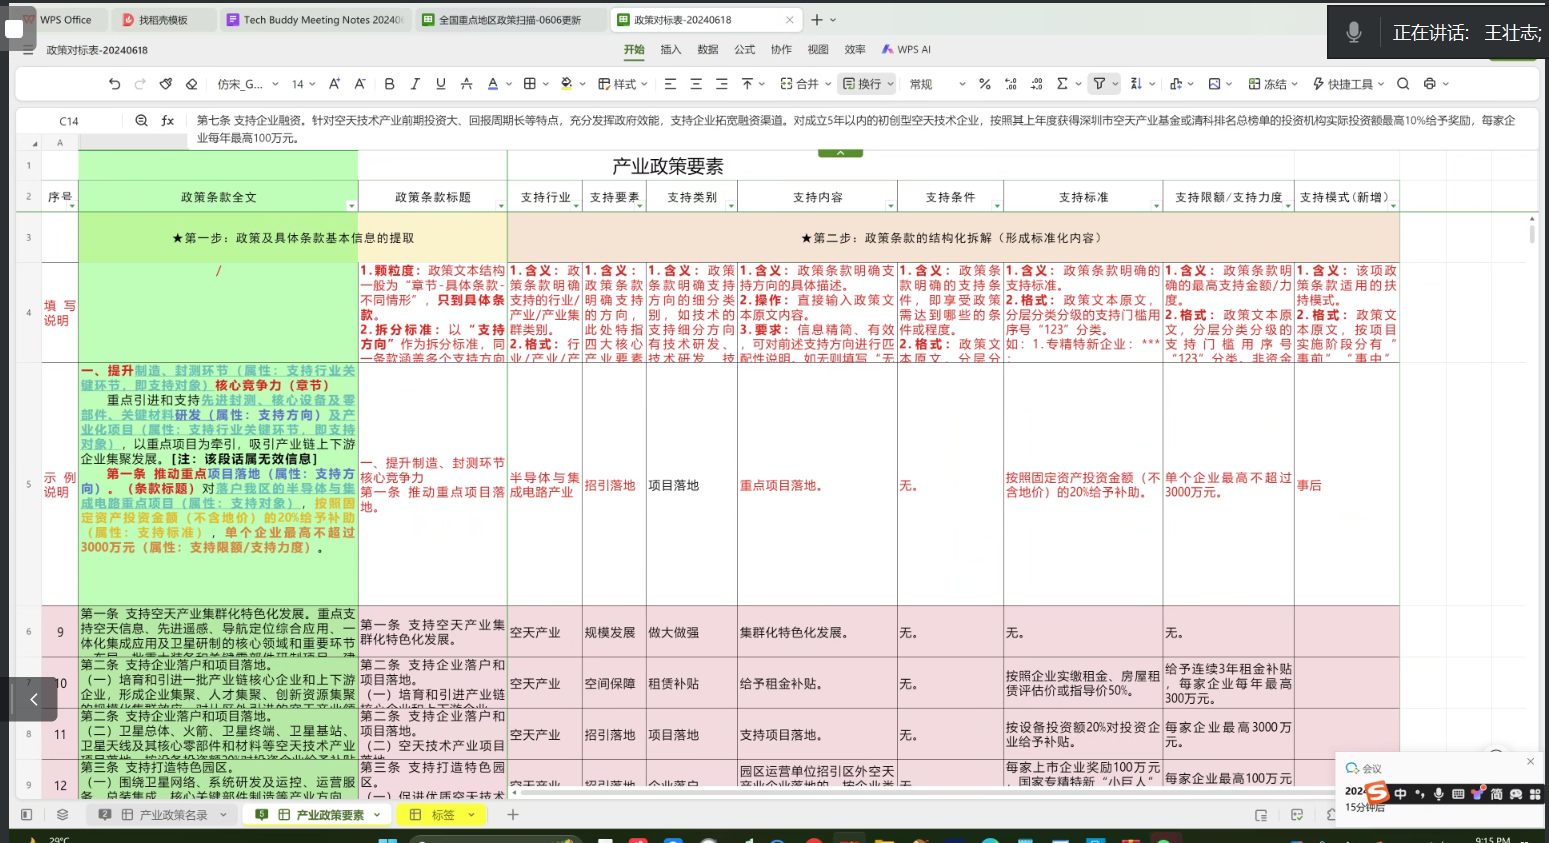 WPS Office
找稻壳模板
Tech Buddy Meeting Notes 20240
全国重点地区政策扫描-0606更新
政策对标表-20240618
正在讲话: 王壮志;
政策对标表-20240618
开始 插入 数据 公式 协作 视图 效率 WPS AI
仿宋_G... 14 样式 合并 换行 常规 冻结 快捷工具
C14
fx
第七条 支持企业融资。针对空天技术产业前期投资大、回报周期长等特点，充分发挥政府效能，支持企业拓宽融资渠道。对成立5年以内的初创型空天技术企业，按照其上年度获得深圳市空天产业基金或清科排名总榜单的投资机构实际投资额最高10%给予奖励，每家企
业每年最高100万元。
A
1
产业政策要素
2
序号
政策条款全文
政策条款标题
支持行业
支持要素
支持类别
支持内容
支持条件
支持标准
支持限额/支持力度
支持模式(新增)
3
★第一步：政策及具体条款基本信息的提取
★第二步：政策条款的结构化拆解（形成标准化内容）
4
填写
说明
/
1.颗粒度：政策文本结构
一般为“章节-具体条款-
不同情形”，只到具体条
款。
2.拆分标准：以“支持
方向”作为拆分标准，同
一条款涵盖多个支持方向
1.含义：政
策条款明确
支持的行业/
产业/产业集
群类别。
2.格式：行
业/产业/产
1.含义：
政策条款
明确支持
的方向，
此处特指
四大核心
产业要素
1.含义：政策
条款明确支持
方向的细分类
别，如技术的
支持细分方向
有技术研发、
技术研发、技
1.含义：政策条款明确支
持方向的具体描述。
2.操作：直接输入政策文
本原文内容。
3.要求：信息精简、有效
，可对前述支持方向进行匹
配性说明。如无则填写“无
1.含义：政策条
款明确的支持条
件，即享受政策
需达到哪些的条
件或程度。
2.格式：政策文
本原文，分层分
1.含义：政策条款明确的
支持标准。
2.格式：政策文本原文，
分层分类分级的支持门槛用
序号“123”分类。
如：1.专精特新企业：***
；
1.含义：政策条款明
确的最高支持金额/力
度。
2.格式：政策文本原
文，分层分类分级的
支持门槛用序号
“123”分类。非资金
1.含义：该项政
策条款适用的扶
持模式。
2.格式：政策文
本原文，按项目
实施阶段分有“
事前”“事中”
5
示例
说明
一、提升制造、封测环节（属性：支持行业关
键环节，即支持对象）核心竞争力（章节）
重点引进和支持先进封测、核心设备及零
部件、关键材料研发（属性：支持方向）及产
业化项目（属性：支持行业关键环节，即支持
对象），以重点项目为牵引，吸引产业链上下游
企业集聚发展。[注：该段话属无效信息]
第一条 推动重点项目落地（属性：支持方
向）。（条款标题）对落户我区的半导体与集
成电路重点项目（属性：支持对象），按照固
定资产投资金额（不含地价）的20%给予补助
（属性：支持标准），单个企业最高不超过
3000万元（属性：支持限额/支持力度）。
一、提升制造、封测环节
核心竞争力
第一条 推动重点项目落
地。
半导体与集
成电路产业
招引落地
项目落地
重点项目落地。
无。
按照固定资产投资金额（不
含地价）的20%给予补助。
单个企业最高不超过
3000万元。
事后
6
9
第一条 支持空天产业集群化特色化发展。重点支
持空天信息、先进遥感、导航定位综合应用、一
体化集成应用及卫星研制的核心领域和重要环节
第一条 支持空天产业集
群化特色化发展。
空天产业
规模发展
做大做强
集群化特色化发展。
无。
无。
无。
7
10
第二条 支持企业落户和项目落地。
（一）培育和引进一批产业链核心企业和上下游
企业，形成企业集聚、人才集聚、创新资源集聚
第二条 支持企业落户和
项目落地。
（一）培育和引进产业链
空天产业
空间保障
租赁补贴
给予租金补贴。
无。
按照企业实缴租金、房屋租
赁评估价或指导价50%。
给予连续3年租金补贴
，每家企业每年最高
300万元。
8
11
第二条 支持企业落户和项目落地。
（二）卫星总体、火箭、卫星终端、卫星基站、
卫星天线及其核心零部件和材料等空天技术产业
第二条 支持企业落户和
项目落地。
（二）空天技术产业项目
空天产业
招引落地
项目落地
支持项目落地。
无。
按设备投资额20%对投资企
业给予补贴。
每家企业最高3000万
元。
9
12
第三条 支持打造特色园区。
（一）围绕卫星网络、系统研发及运控、运营服
务、总装集成、核心关键部件制造等产业方向，
第三条 支持打造特色园
区。
（一）促进优质空天技术
空天产业
招引落地
企业落户
园区运营单位招引区外空天
产业企业落地的，按企业类
无
每家上市企业奖励100万元
、国家专精特新“小巨人”
每家企业最高100万元
会议
2024
15分钟后
中 简
2 产业政策名录
5 产业政策要素
标签
29°C
9:15 PM